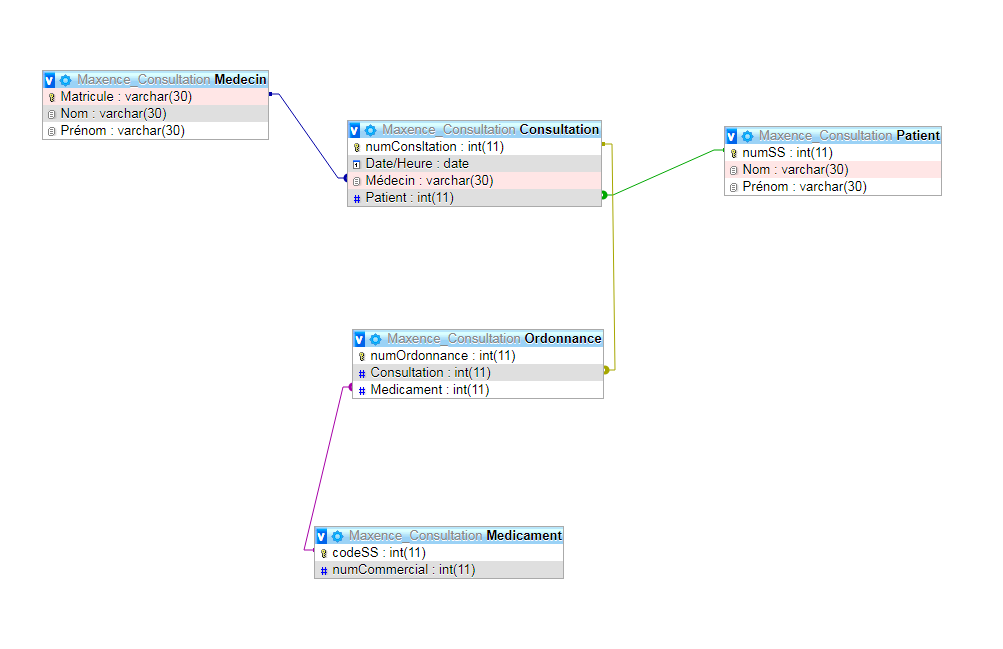 Maxence_Consultation Medecin
Matricule : varchar(30)
Nom : varchar(30)
Prénom : varchar(30)
Maxence_Consultation Consultation
numConsltation : int(11)
Date/Heure : date
Médecin : varchar(30)
Patient : int(11)
Maxence_Consultation Patient
numSS : int(11)
Nom : varchar(30)
Prénom : varchar(30)
Maxence_Consultation Ordonnance
numOrdonnance : int(11)
Consultation : int(11)
Medicament : int(11)
Maxence_Consultation Medicament
codeSS : int(11)
numCommercial : int(11)